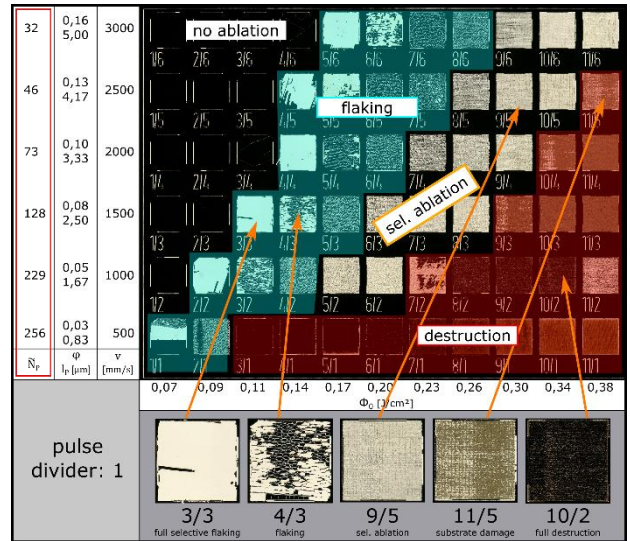 32 0,16 3000 no ablation
5,00
1/6 2/6 3/6 4/6 5/6 6/6 7/6 8/6 9/6 10/6 11/6
46 0,13 2500 flaking
4,17
1/5 2/5 3/5 4/5 5/5 6/5 7/5 8/5 9/5 10/5 11/5
73 0,10 2000
3,33
1/4 2/4 3/4 4/4 5/4 6/4 7/4 8/4 9/4 10/4 11/4
128 0,08 1500 sel. ablation
2,50
1/3 2/3 3/3 4/3 5/3 6/3 7/3 8/3 9/3 10/3 11/3
229 0,05 1000
1,67
1/2 2/2 3/2 4/2 5/2 6/2 7/2 8/2 9/2 10/2 11/2
256 0,03 500 destruction
0,83
1/1 2/1 3/1 4/1 5/1 6/1 7/1 8/1 9/1 10/1 11/1
Ñₚ φ v
lₚ [µm] [mm/s]
0,07 0,09 0,11 0,14 0,17 0,20 0,23 0,26 0,30 0,34 0,38
Φ₀ [J/cm²]
pulse
divider: 1
3/3 4/3 9/5 11/5 10/2
full selective flaking flaking sel. ablation substrate damage full destruction